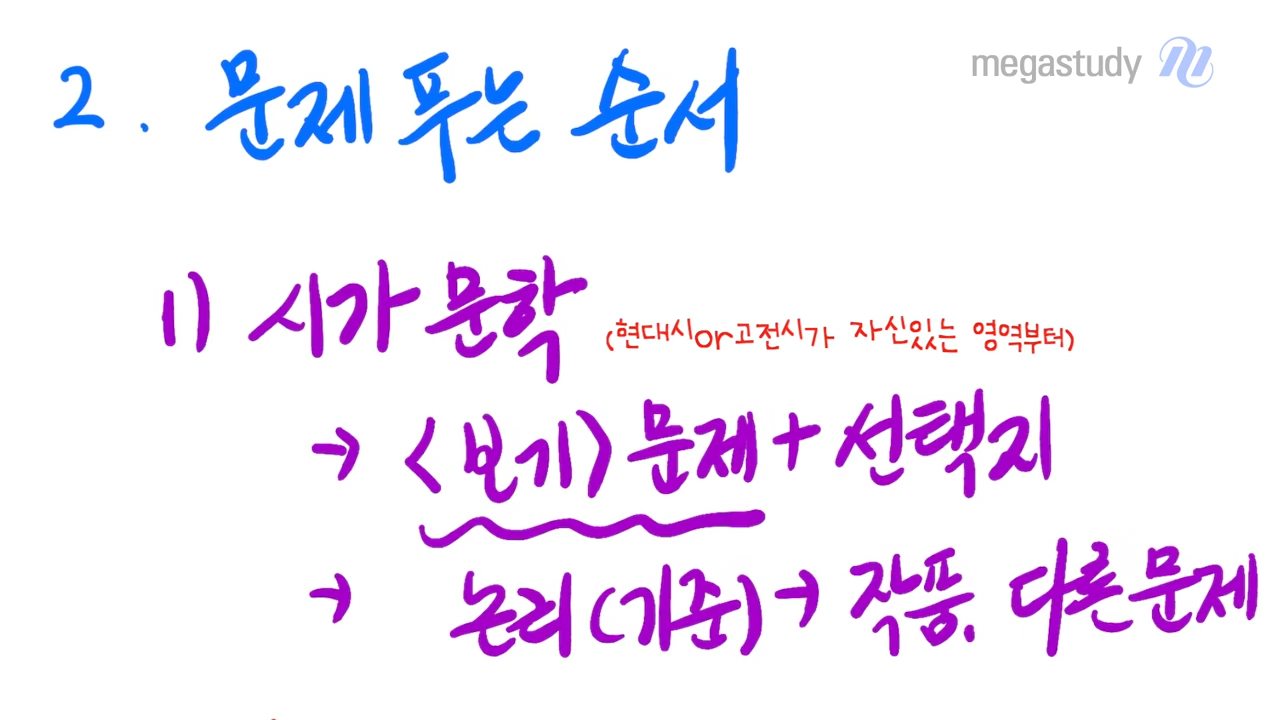 megastudy
2. 문제 푸는 순서
1) 시가 문학 (현대시or고전시가 자신있는 영역부터)
→ <보기> 문제 + 선택지
→ 논리(기준) → 작품, 다른 문제